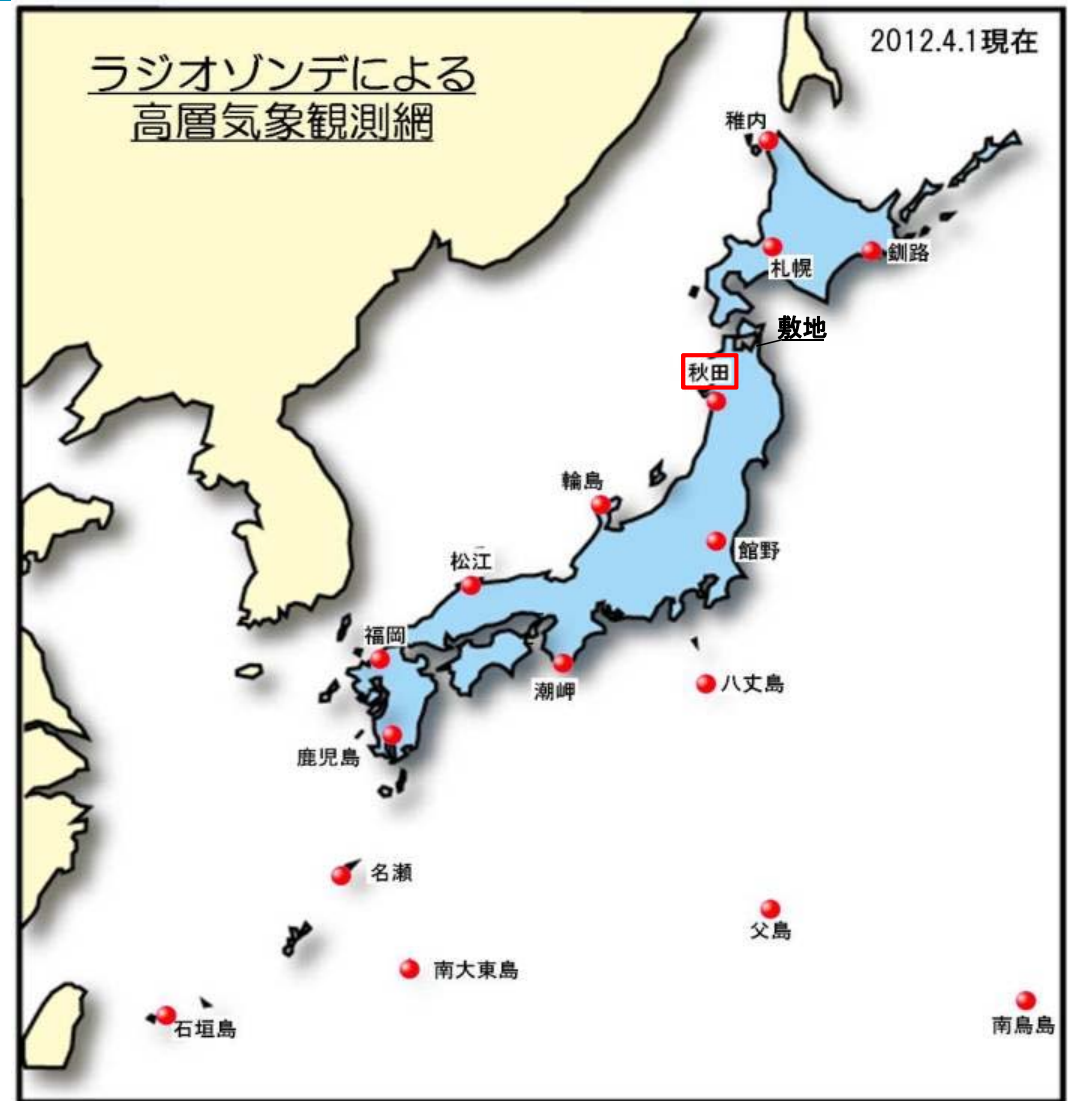 ラジオゾンデによる
高層気象観測網
2012.4.1現在
稚内
札幌
釧路
敷地
秋田
輪島
館野
松江
福岡
潮岬
八丈島
鹿児島
名瀬
父島
南大東島
石垣島
南鳥島